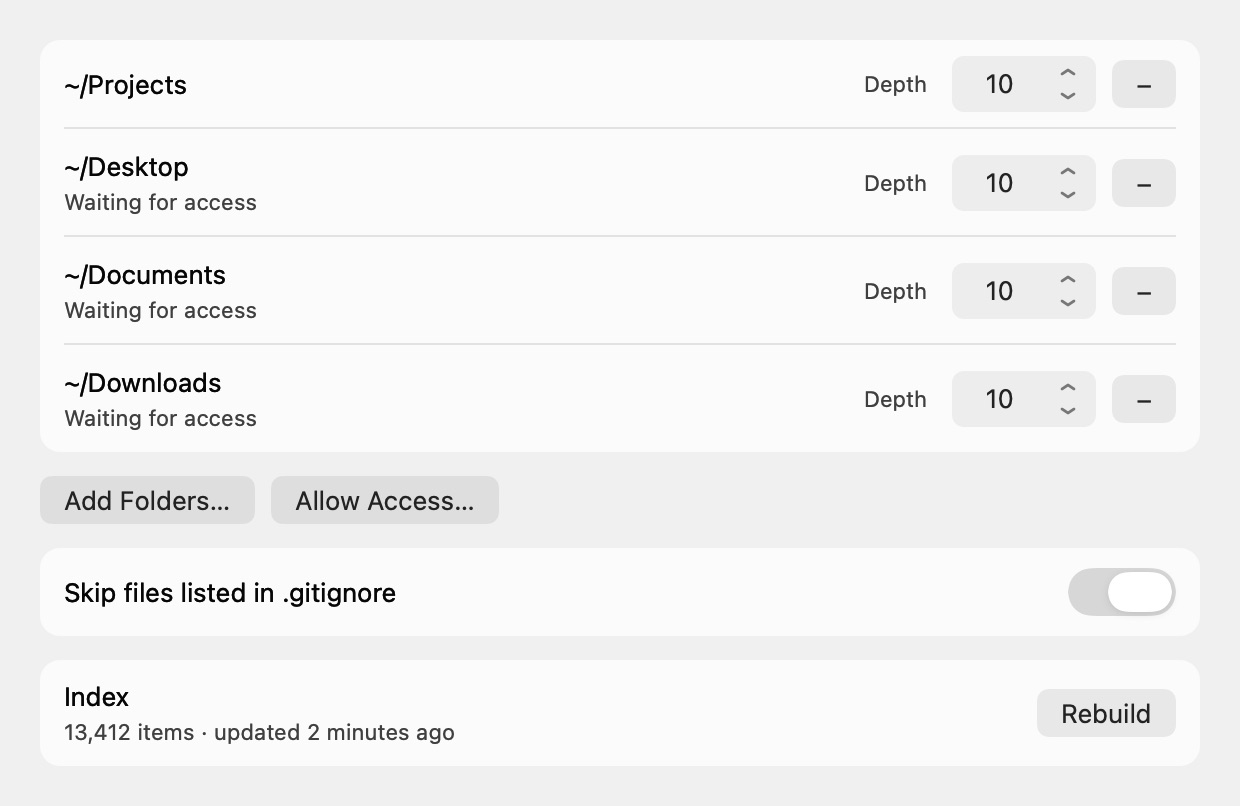 ~/Projects Depth 10 –
~/Desktop
Waiting for access
Depth 10 –
~/Documents
Waiting for access
Depth 10 –
~/Downloads
Waiting for access
Depth 10 –
Add Folders... Allow Access...
Skip files listed in .gitignore
Index
13,412 items · updated 2 minutes ago
Rebuild